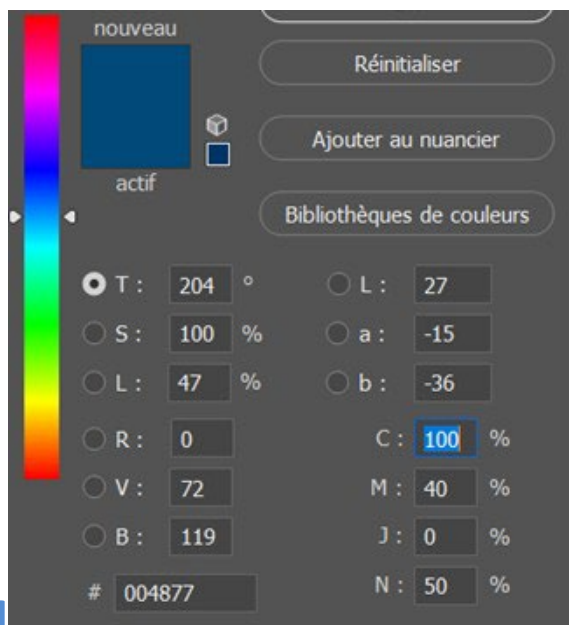 nouveau
Réinitialiser
Ajouter au nuancier
actif
Bibliothèques de couleurs
T : 204 ° L : 27
S : 100 % a : -15
L : 47 % b : -36
R : 0 C : 100 %
V : 72 M : 40 %
B : 119 J : 0 %
# 004877 N : 50 %